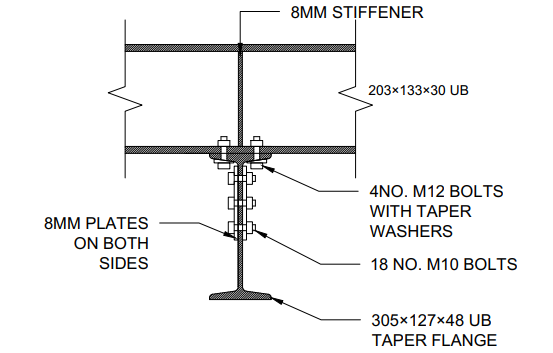 8MM STIFFENER
203×133×30 UB
4NO. M12 BOLTS
WITH TAPER
WASHERS
8MM PLATES
ON BOTH
SIDES
18 NO. M10 BOLTS
305×127×48 UB
TAPER FLANGE